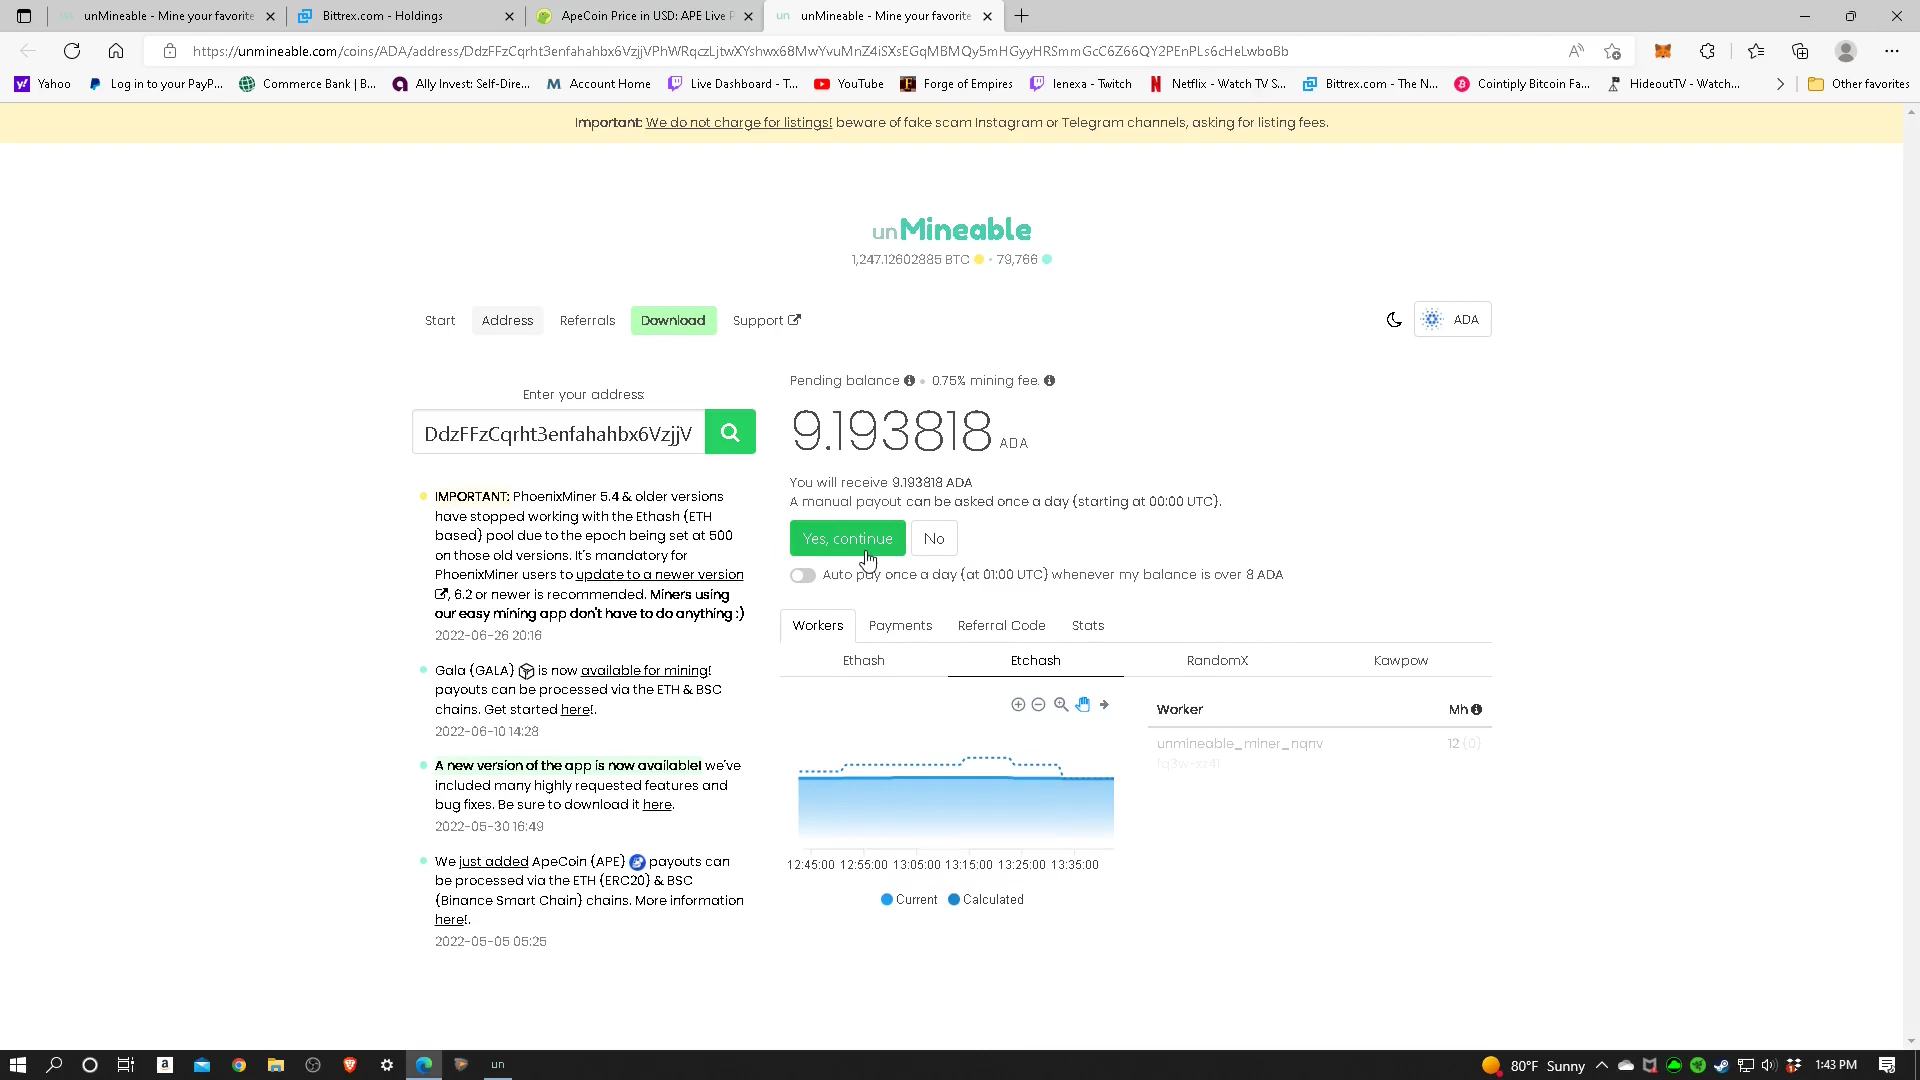 unMineable - Mine your favorite
Bittrex.com - Holdings
ApeCoin Price in USD: APE Live P
unMineable - Mine your favorite
https://unmineable.com/coins/ADA/address/DdzFFzCqrht3enfahahbx6VzjjVPhWRqczLjtwXYshwx68MwYvuMnZ4iSXsEGqMBMQy5mHGyyHRSmmGcC6Z66QY2PEnPLs6cHeLwboBb
Yahoo
Log in to your PayP...
Commerce Bank | B...
Ally Invest: Self-Dire...
Account Home
Live Dashboard - T...
YouTube
Forge of Empires
lenexa - Twitch
Netflix - Watch TV S...
Bittrex.com - The N...
Cointiply Bitcoin Fa...
HideoutTV - Watch...
Other favorites
Important: We do not charge for listings! beware of fake scam Instagram or Telegram channels, asking for listing fees.
unMineable
1,247.12602885 BTC • 79,766
Start
Address
Referrals
Download
Support
ADA
Enter your address:
DdzFFzCqrht3enfahahbx6VzjjV
IMPORTANT: PhoenixMiner 5.4 & older versions
have stopped working with the Ethash (ETH
based) pool due to the epoch being set at 500
on those old versions. It's mandatory for
PhoenixMiner users to update to a newer version
, 6.2 or newer is recommended. Miners using
our easy mining app don't have to do anything :)
2022-06-26 20:16
Gala (GALA) is now available for mining!
payouts can be processed via the ETH & BSC
chains. Get started here!.
2022-06-10 14:28
A new version of the app is now available! we've
included many highly requested features and
bug fixes. Be sure to download it here.
2022-05-30 16:49
We just added ApeCoin (APE) payouts can
be processed via the ETH (ERC20) & BSC
(Binance Smart Chain) chains. More information
here!.
2022-05-05 05:25
Pending balance • 0.75% mining fee.
9.193818 ADA
You will receive 9.193818 ADA
A manual payout can be asked once a day (starting at 00:00 UTC).
Yes, continue
No
Auto pay once a day (at 01:00 UTC) whenever my balance is over 8 ADA
Workers
Payments
Referral Code
Stats
Ethash
Etchash
RandomX
Kawpow
Worker
Mh
unmineable_miner_nqnv
12 (0)
fq3w-xz41
12:45:00 12:55:00 13:05:00 13:15:00 13:25:00 13:35:00
Current
Calculated
un
80°F Sunny
1:43 PM